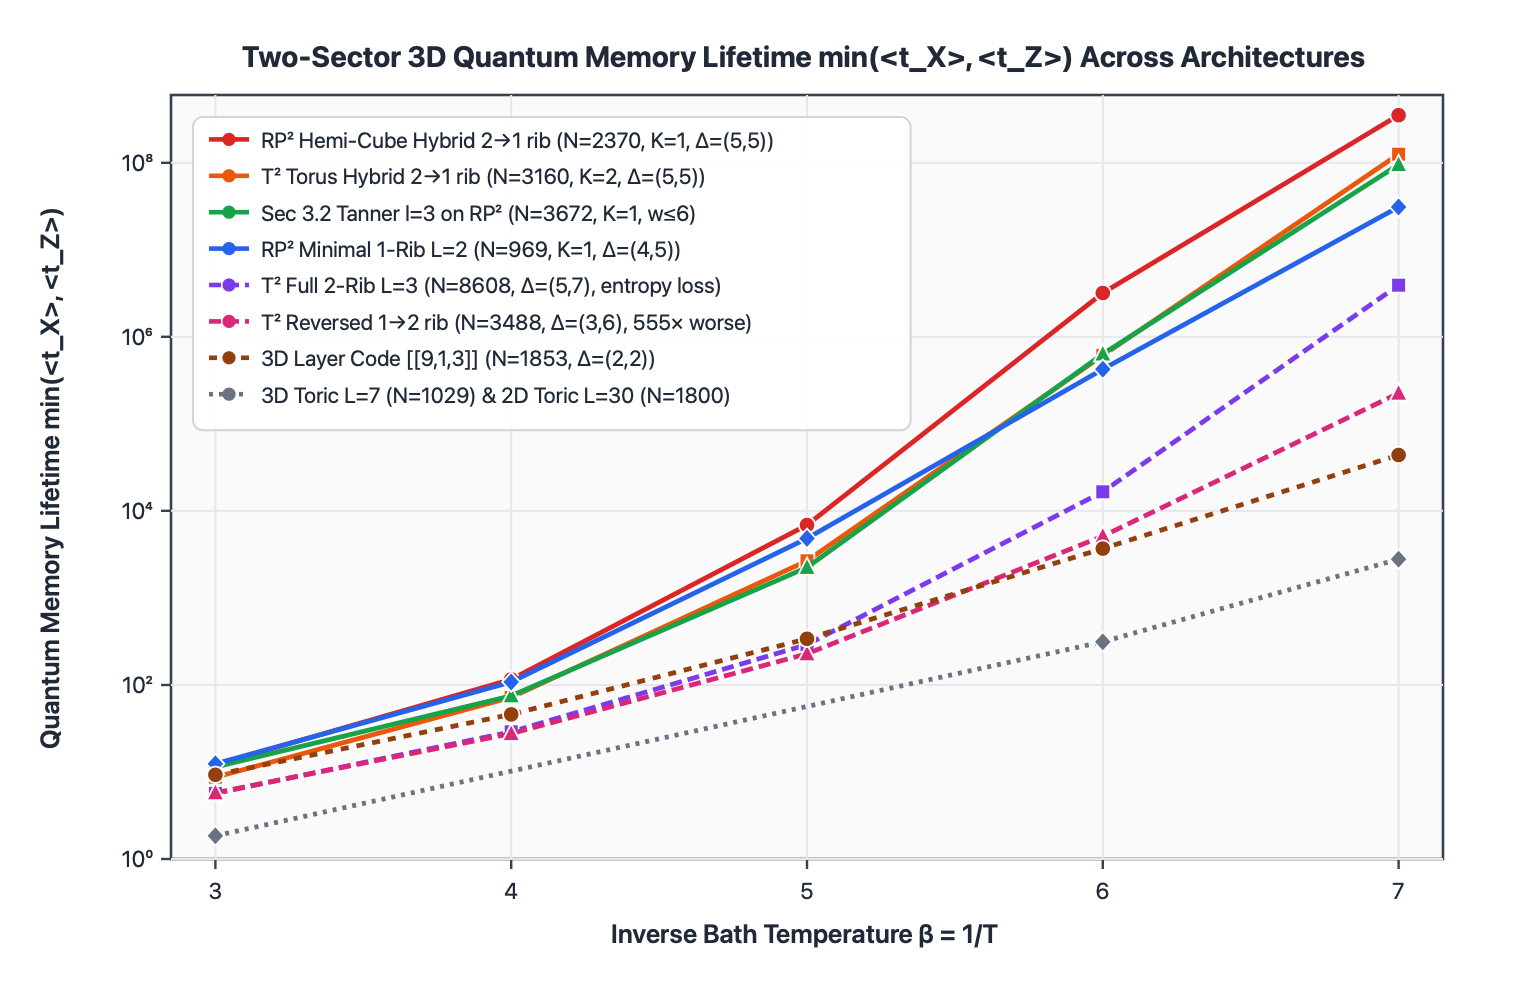 Two-Sector 3D Quantum Memory Lifetime min(<t_X>, <t_Z>) Across Architectures
Quantum Memory Lifetime min(<t_X>, <t_Z>)
10⁸
10⁶
10⁴
10²
10⁰
RP² Hemi-Cube Hybrid 2→1 rib (N=2370, K=1, Δ=(5,5))
T² Torus Hybrid 2→1 rib (N=3160, K=2, Δ=(5,5))
Sec 3.2 Tanner l=3 on RP² (N=3672, K=1, w≤6)
RP² Minimal 1-Rib L=2 (N=969, K=1, Δ=(4,5))
T² Full 2-Rib L=3 (N=8608, Δ=(5,7), entropy loss)
T² Reversed 1→2 rib (N=3488, Δ=(3,6), 555× worse)
3D Layer Code [[9,1,3]] (N=1853, Δ=(2,2))
3D Toric L=7 (N=1029) & 2D Toric L=30 (N=1800)
3 4 5 6 7
Inverse Bath Temperature β = 1/T